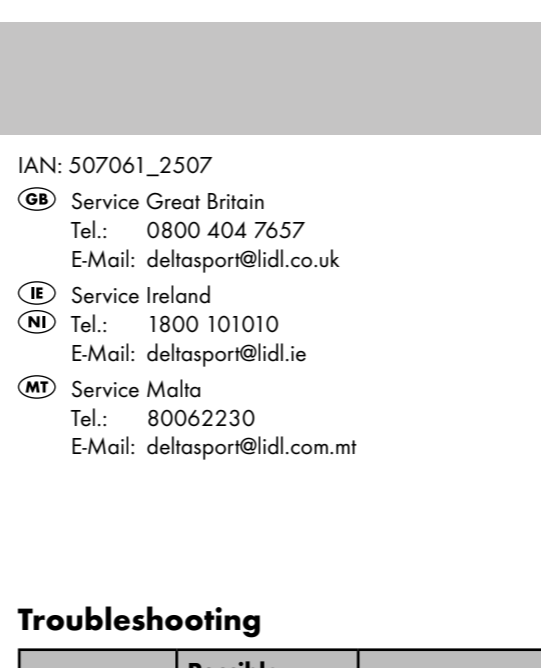 IAN: 507061_2507
GB Service Great Britain
Tel.: 0800 404 7657
E-Mail: deltasport@lidl.co.uk
IE Service Ireland
NI Tel.: 1800 101010
E-Mail: deltasport@lidl.ie
MT Service Malta
Tel.: 80062230
E-Mail: deltasport@lidl.com.mt
Troubleshooting
Possible